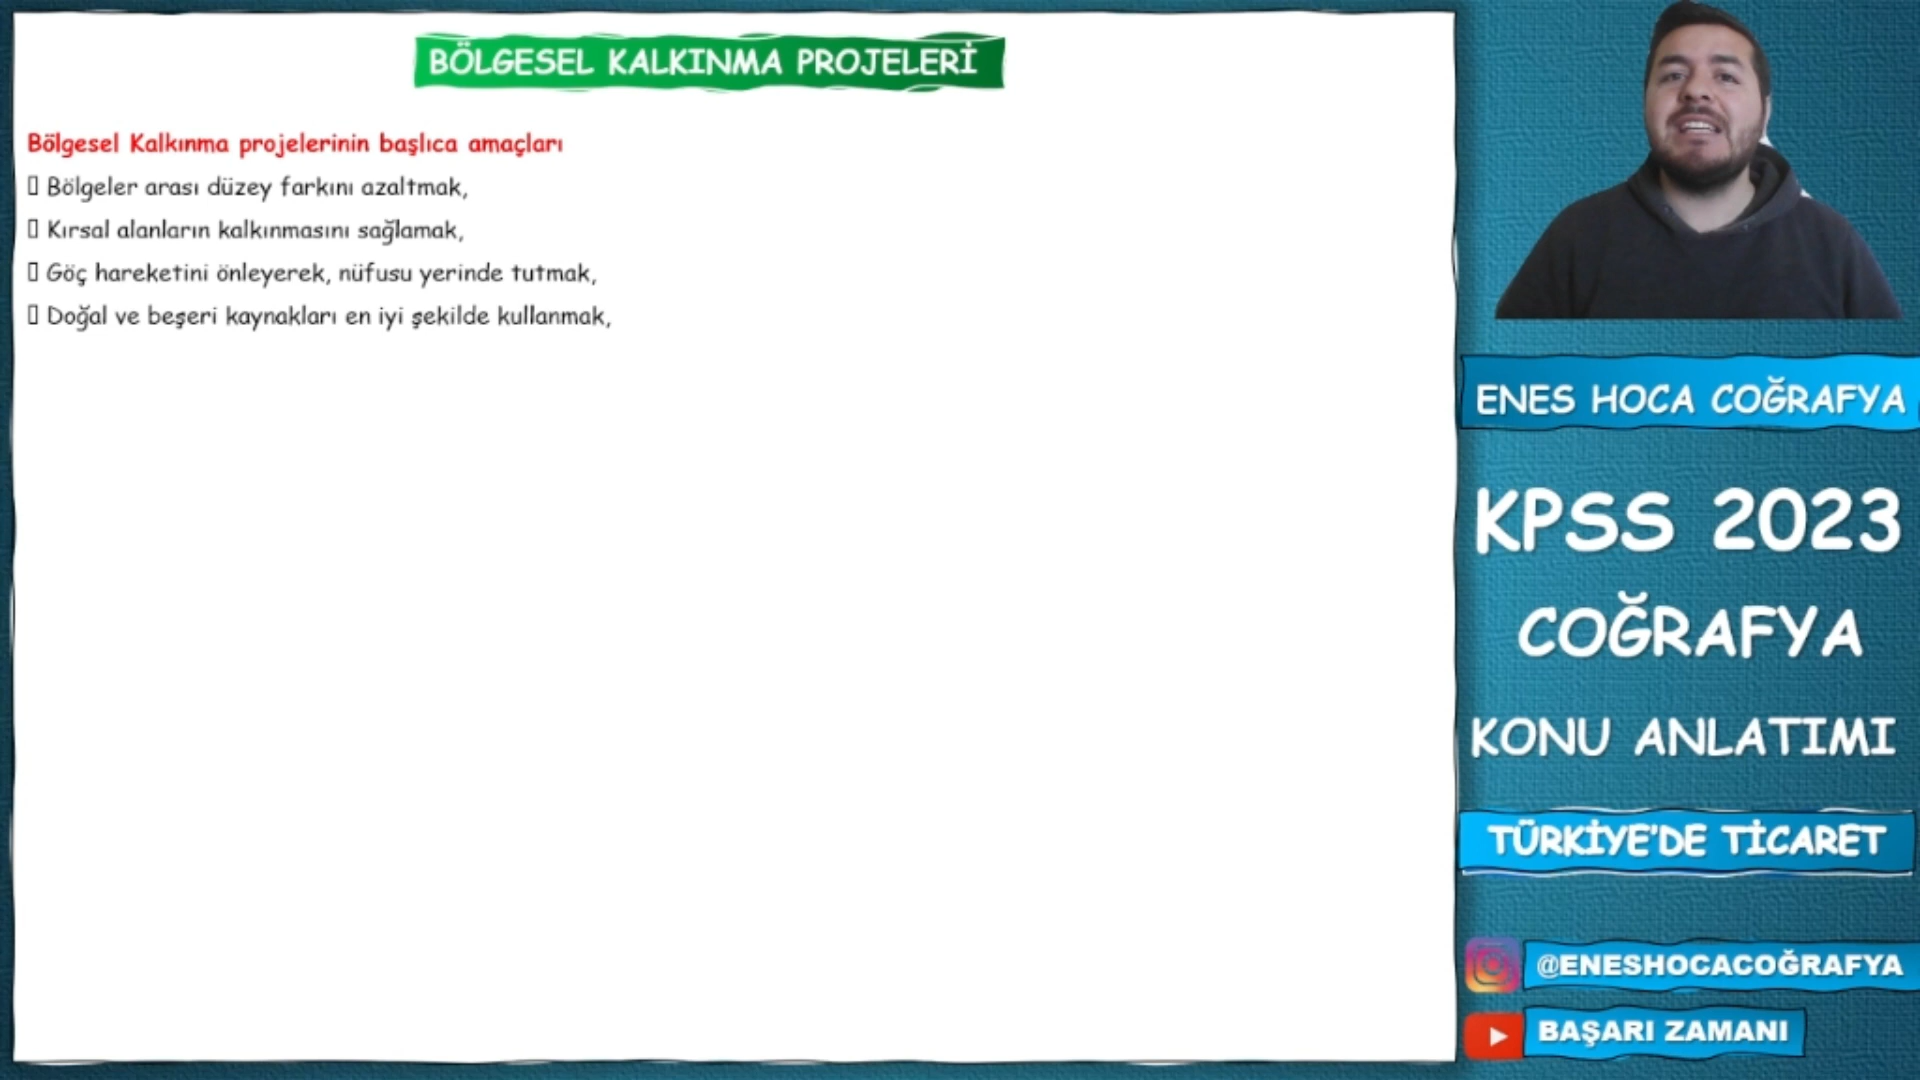 BÖLGESEL KALKINMA PROJELERİ
Bölgesel Kalkınma projelerinin başlıca amaçları
Bölgeler arası düzey farkını azaltmak,
Kırsal alanların kalkınmasını sağlamak,
Göç hareketini önleyerek, nüfusu yerinde tutmak,
Doğal ve beşeri kaynakları en iyi şekilde kullanmak,
ENES HOCA COĞRAFYA
KPSS 2023
COĞRAFYA
KONU ANLATIMI
TÜRKİYE'DE TİCARET
@ENESHOCACOĞRAFYA
BAŞARI ZAMANI